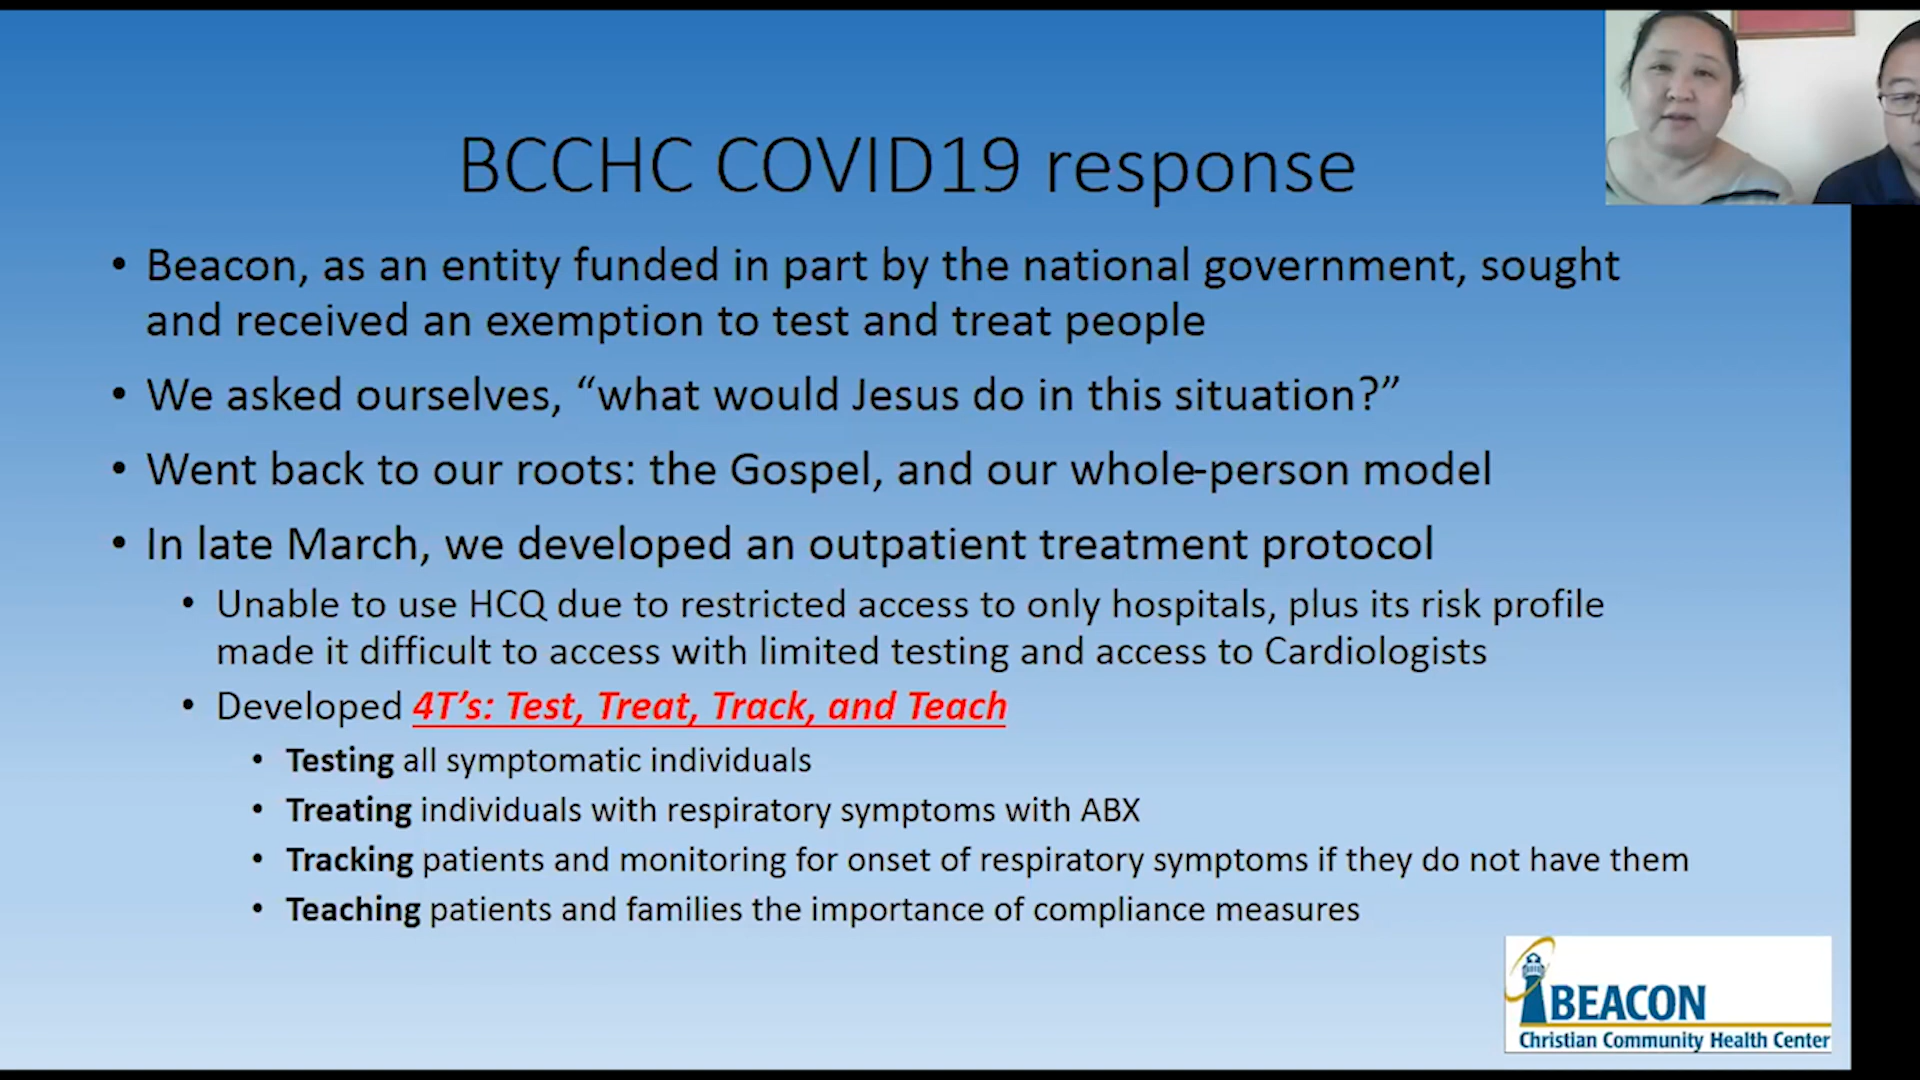 BCCHC COVID19 response
• Beacon, as an entity funded in part by the national government, sought
and received an exemption to test and treat people
• We asked ourselves, “what would Jesus do in this situation?”
• Went back to our roots: the Gospel, and our whole-person model
• In late March, we developed an outpatient treatment protocol
• Unable to use HCQ due to restricted access to only hospitals, plus its risk profile
made it difficult to access with limited testing and access to Cardiologists
• Developed 4T’s: Test, Treat, Track, and Teach
• Testing all symptomatic individuals
• Treating individuals with respiratory symptoms with ABX
• Tracking patients and monitoring for onset of respiratory symptoms if they do not have them
• Teaching patients and families the importance of compliance measures
BEACON
Christian Community Health Center